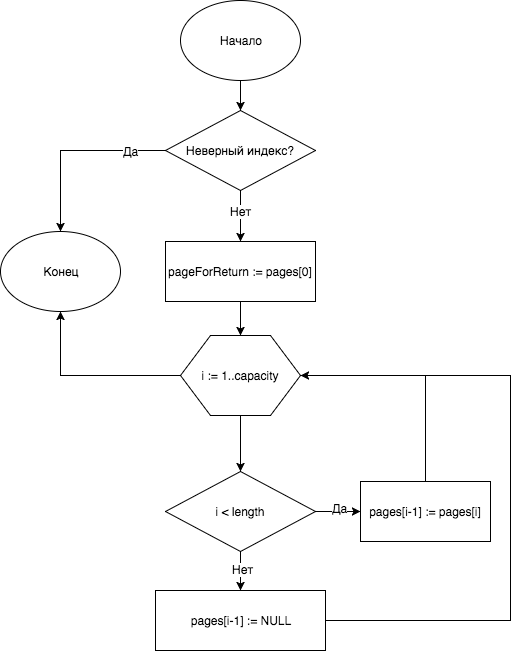 Начало
Неверный индекс?
Да
Нет
Конец
pageForReturn := pages[0]
i := 1..capacity
i < length
Да
pages[i-1] := pages[i]
Нет
pages[i-1] := NULL